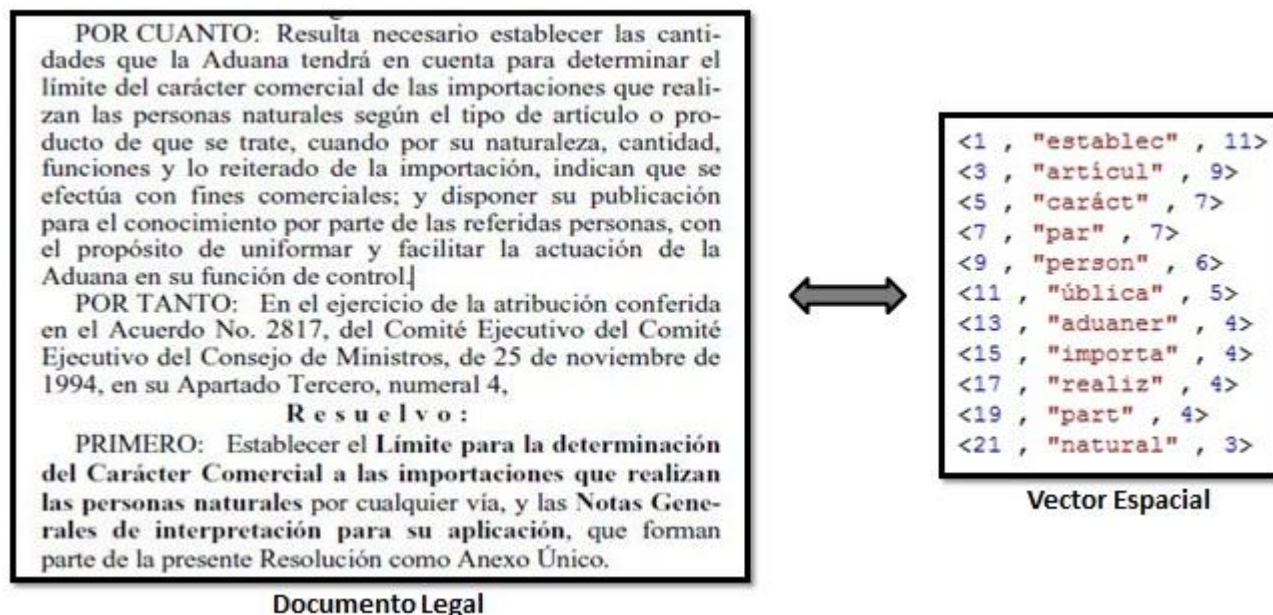 POR CUANTO: Resulta necesario establecer las canti-
dades que la Aduana tendrá en cuenta para determinar el
límite del carácter comercial de las importaciones que reali-
zan las personas naturales según el tipo de artículo o pro-
ducto de que se trate, cuando por su naturaleza, cantidad,
funciones y lo reiterado de la importación, indican que se
efectúa con fines comerciales; y disponer su publicación
para el conocimiento por parte de las referidas personas, con
el propósito de uniformar y facilitar la actuación de la
Aduana en su función de control.
POR TANTO: En el ejercicio de la atribución conferida
en el Acuerdo No. 2817, del Comité Ejecutivo del Comité
Ejecutivo del Consejo de Ministros, de 25 de noviembre de
1994, en su Apartado Tercero, numeral 4,
Resuelvo:
PRIMERO: Establecer el Límite para la determinación
del Carácter Comercial a las importaciones que realizan
las personas naturales por cualquier vía, y las Notas Gene-
rales de interpretación para su aplicación, que forman
parte de la presente Resolución como Anexo Único.
Documento Legal
<1 , "establec" , 11>
<3 , "artícul" , 9>
<5 , "caráct" , 7>
<7 , "par" , 7>
<9 , "person" , 6>
<11 , "ública" , 5>
<13 , "aduaner" , 4>
<15 , "importa" , 4>
<17 , "realiz" , 4>
<19 , "part" , 4>
<21 , "natural" , 3>
Vector Espacial